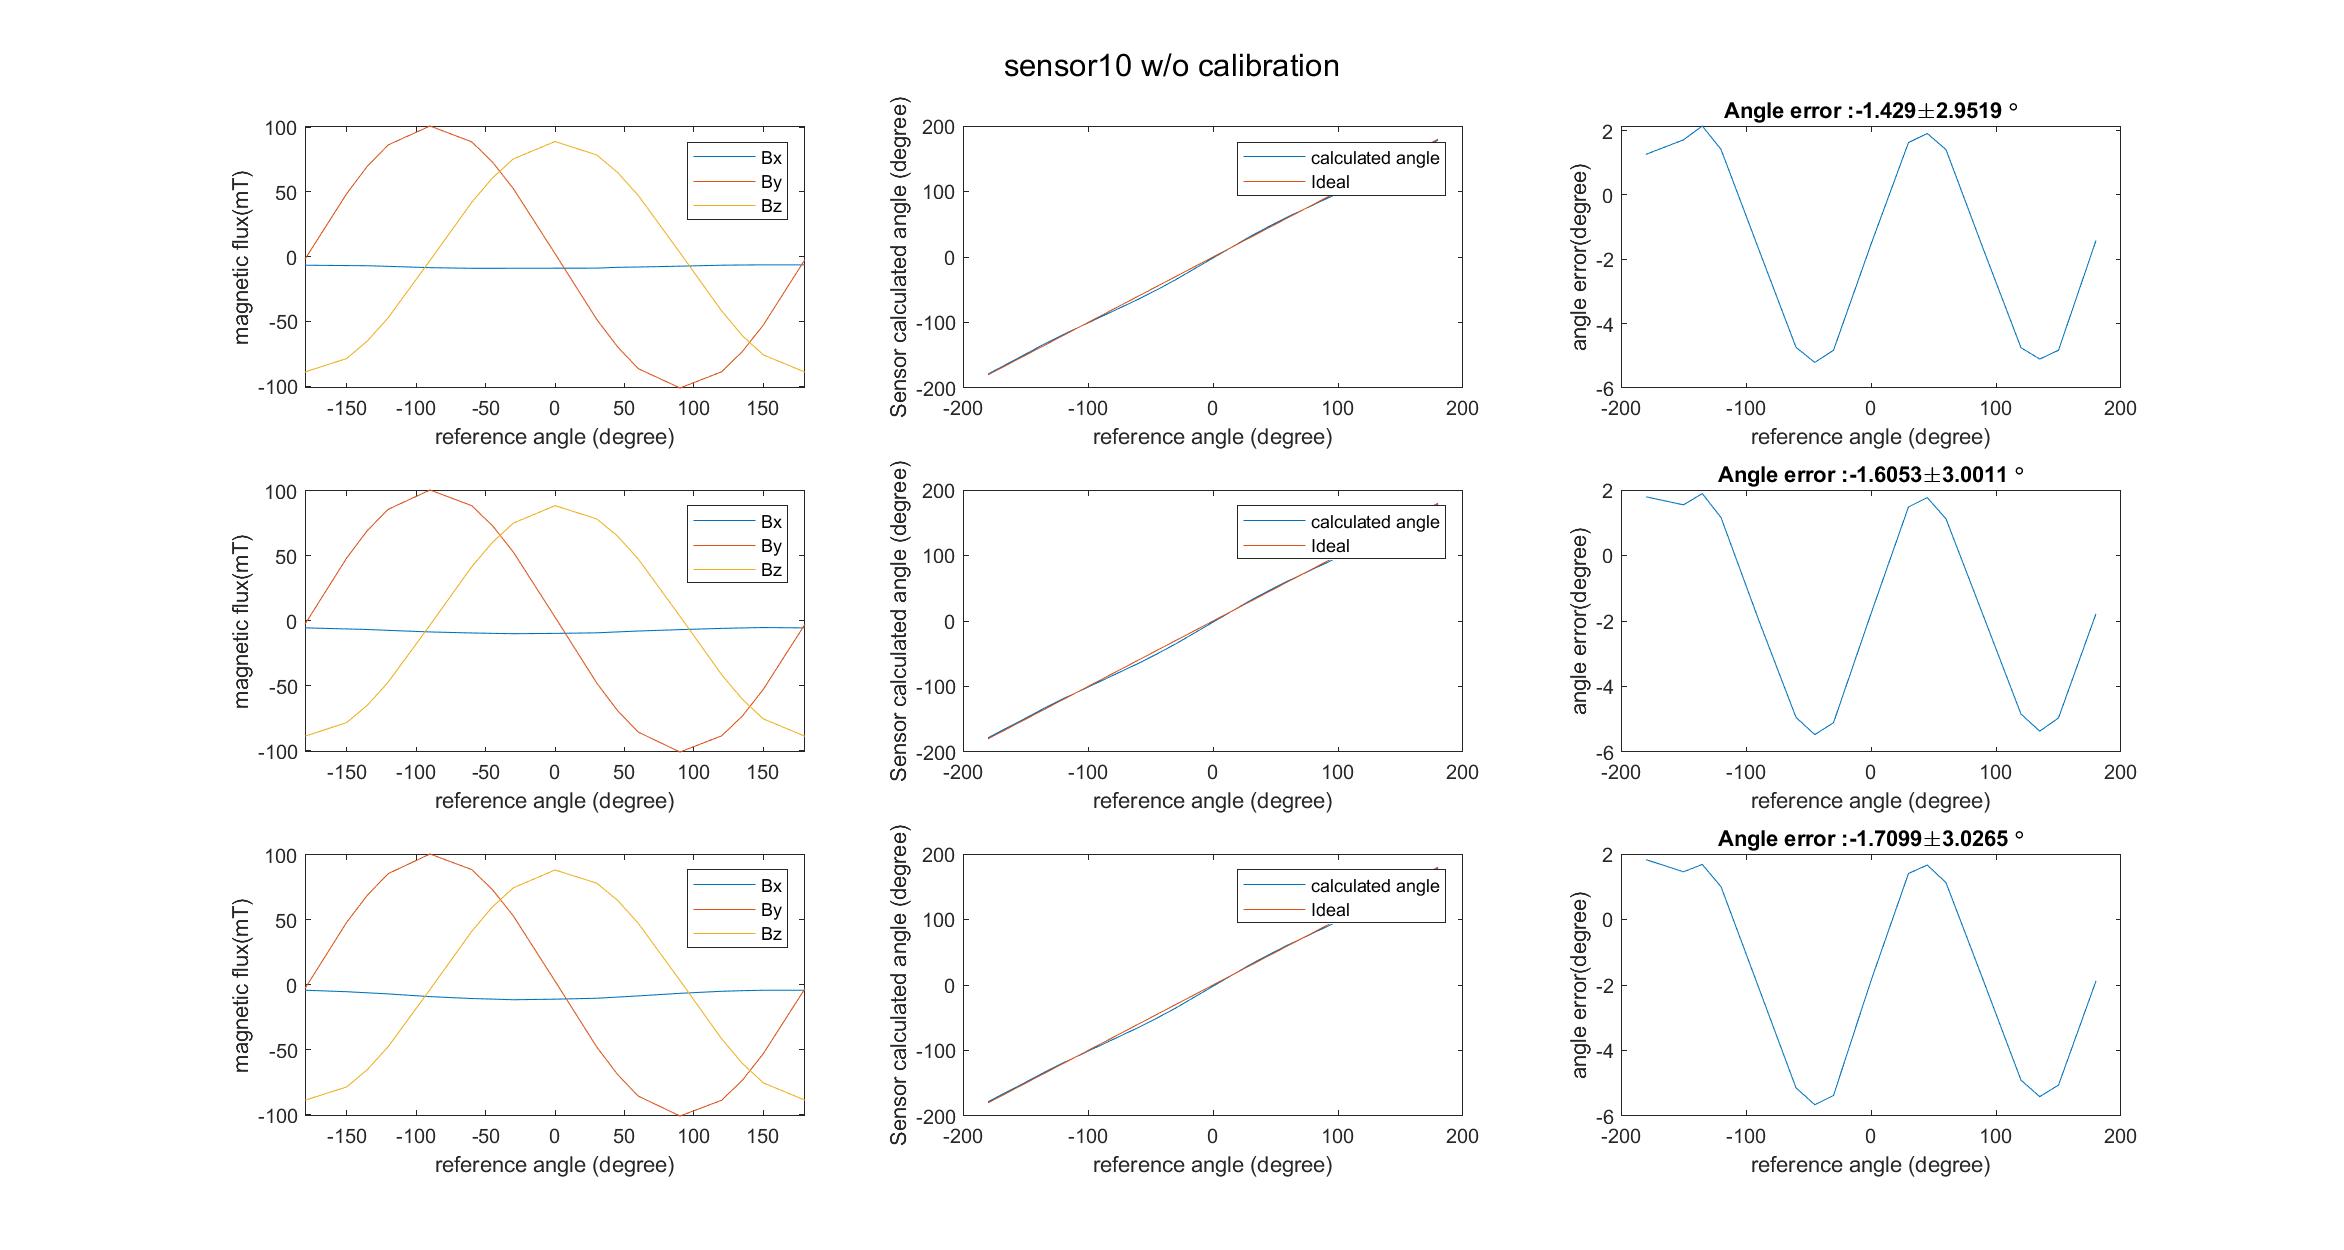 sensor10 w/o calibration
100
50
0
-50
-100
-150 -100 -50 0 50 100 150
magnetic flux(mT)
reference angle (degree)
Bx
By
Bz
200
100
0
-100
-200
-200 -100 0 100 200
Sensor calculated angle (degree)
reference angle (degree)
calculated angle
Ideal
Angle error :-1.429±2.9519 °
2
0
-2
-4
-6
-200 -100 0 100 200
angle error(degree)
reference angle (degree)
100
50
0
-50
-100
-150 -100 -50 0 50 100 150
magnetic flux(mT)
reference angle (degree)
Bx
By
Bz
200
100
0
-100
-200
-200 -100 0 100 200
Sensor calculated angle (degree)
reference angle (degree)
calculated angle
Ideal
Angle error :-1.6053±3.0011 °
2
0
-2
-4
-6
-200 -100 0 100 200
angle error(degree)
reference angle (degree)
100
50
0
-50
-100
-150 -100 -50 0 50 100 150
magnetic flux(mT)
reference angle (degree)
Bx
By
Bz
200
100
0
-100
-200
-200 -100 0 100 200
Sensor calculated angle (degree)
reference angle (degree)
calculated angle
Ideal
Angle error :-1.7099±3.0265 °
2
0
-2
-4
-6
-200 -100 0 100 200
angle error(degree)
reference angle (degree)